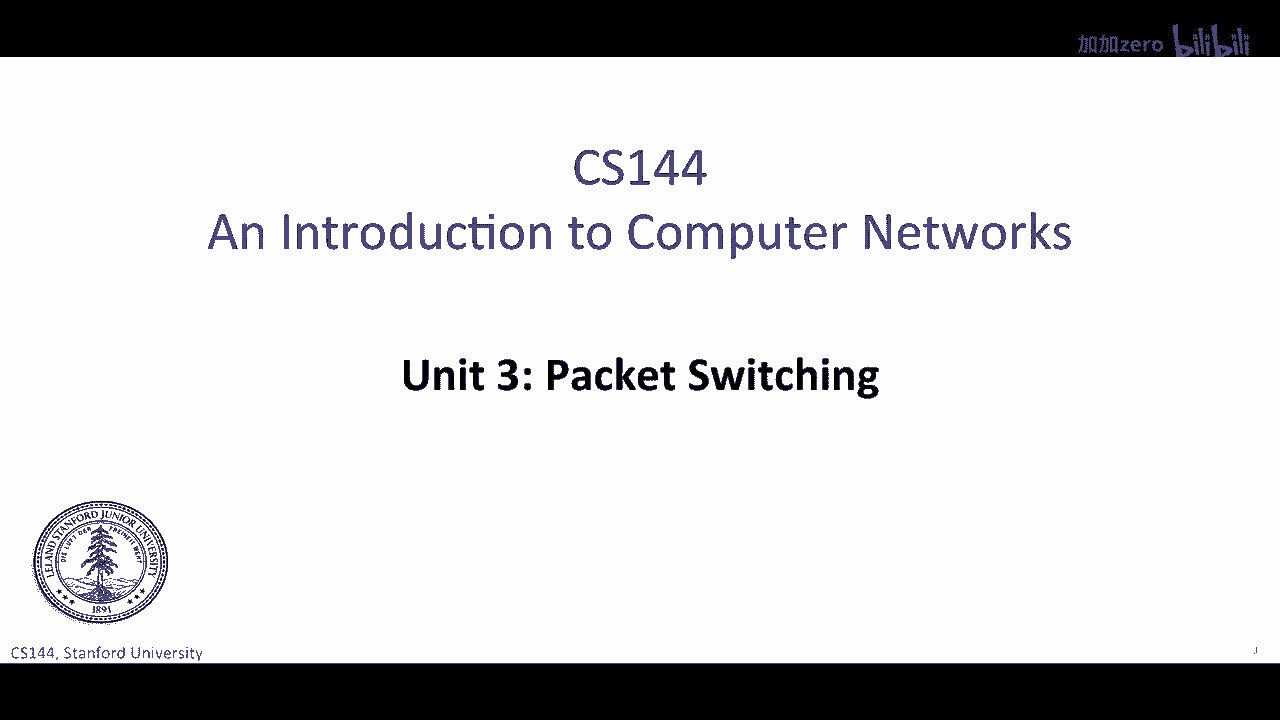 加加zero bilibili
CS144
An Introduction to Computer Networks
Unit 3: Packet Switching
LELAND STANFORD JUNIOR UNIVERSITY
DIE LUFT DER FREIHEIT WEHT
1891
CS144, Stanford University